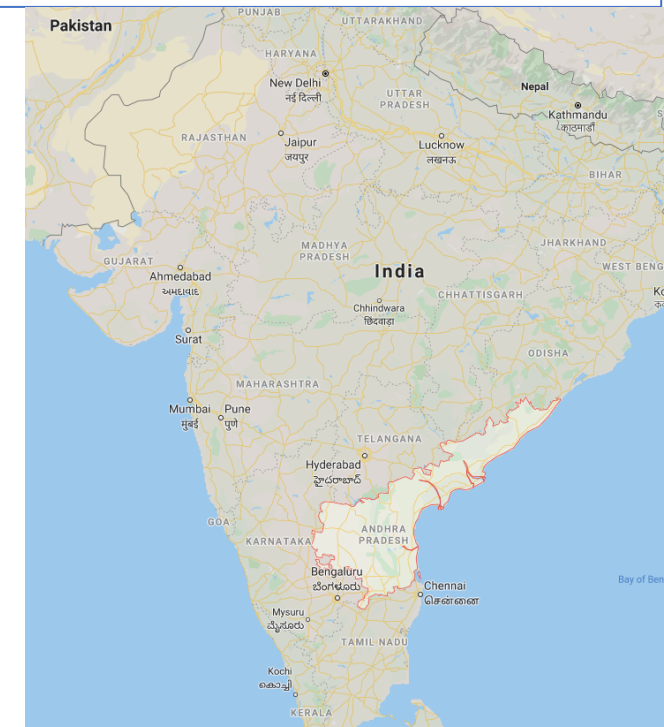 PUNJAB
UTTARAKHAND
Pakistan
HARYANA
New Delhi
नई दिल्ली
Nepal
UTTAR
PRADESH
Kathmandu
काठमाडौं
RAJASTHAN
Jaipur
जयपुर
Lucknow
लखनऊ
BIHAR
MADHYA
PRADESH
JHARKHAND
GUJARAT
India
WEST BENG
Ahmedabad
અમદાવાદ
CHHATTISGARH
Chhindwara
छिंदवाड़ा
Surat
ODISHA
MAHARASHTRA
Mumbai
मुंबई
Pune
पुणे
TELANGANA
Hyderabad
హైదరాబాద్
GOA
ANDHRA
PRADESH
KARNATAKA
Bengaluru
ಬೆಂಗಳೂರು
Bay of Ben
Chennai
சென்னை
Mysuru
ಮೈಸೂರು
TAMIL NADU
Kochi
കൊച്ചി
KERALA